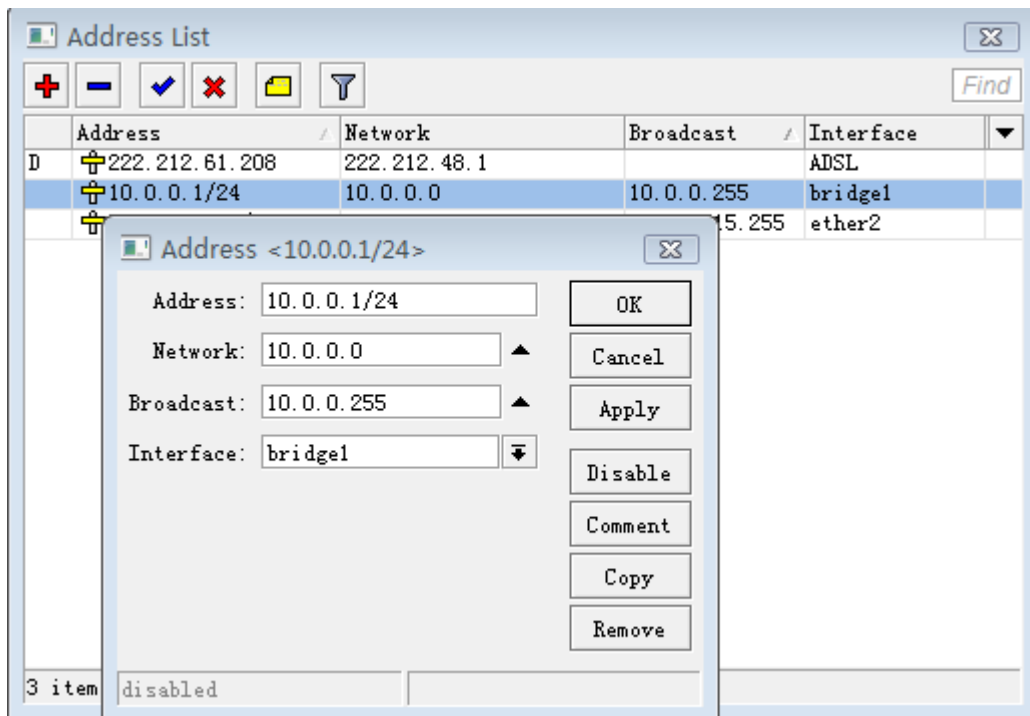 Address List
Find
Address Network Broadcast Interface
D 222.212.61.208 222.212.48.1 ADSL
10.0.0.1/24 10.0.0.0 10.0.0.255 bridge1
15.255 ether2
Address <10.0.0.1/24>
Address: 10.0.0.1/24 OK
Network: 10.0.0.0 Cancel
Broadcast: 10.0.0.255 Apply
Interface: bridge1
Disable
Comment
Copy
Remove
3 item disabled